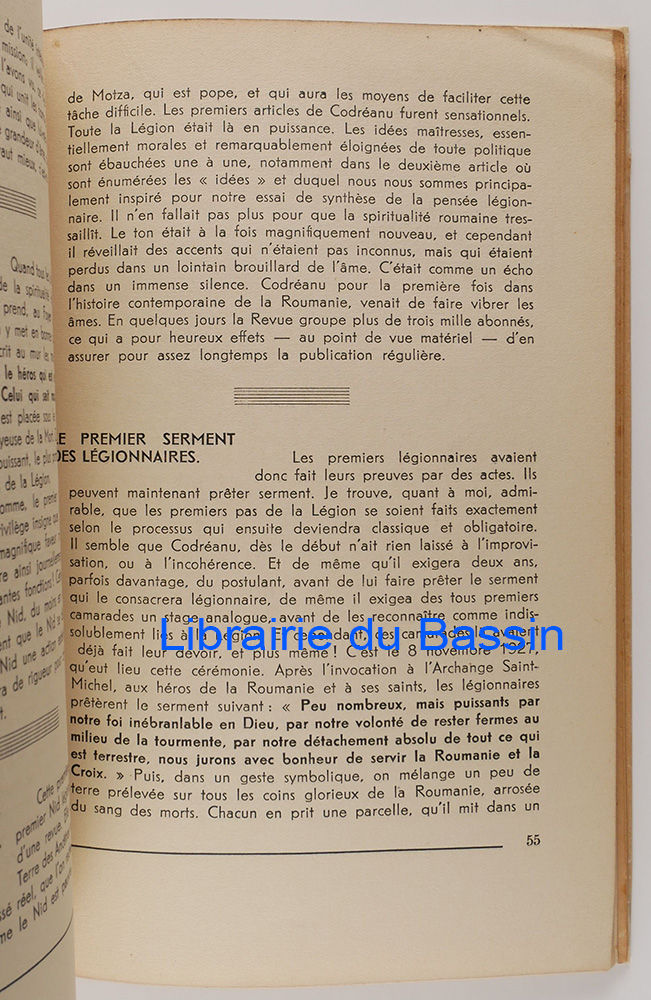 de Motza, qui est pope, et qui aura les moyens de faciliter cette
tâche difficile. Les premiers articles de Codréanu furent sensationnels.
Toute la Légion était là en puissance. Les idées maîtresses, essen-
tiellement morales et remarquablement éloignées de toute politique
sont ébauchées une à une, notamment dans le deuxième article où
sont énumérées les « idées » et duquel nous nous sommes principa-
lement inspiré pour notre essai de synthèse de la pensée légion-
naire. Il n'en fallait pas plus pour que la spiritualité roumaine tres-
saillît. Le ton était à la fois magnifiquement nouveau, et cependant
il réveillait des accents qui n'étaient pas inconnus, mais qui étaient
perdus dans un lointain brouillard de l'âme. C'était comme un écho
dans un immense silence. Codréanu pour la première fois dans
l'histoire contemporaine de la Roumanie, venait de faire vibrer les
âmes. En quelques jours la Revue groupe plus de trois mille abonnés,
ce qui a pour heureux effets — au point de vue matériel — d'en
assurer pour assez longtemps la publication régulière.
LE PREMIER SERMENT
DES LÉGIONNAIRES.
Les premiers légionnaires avaient
donc fait leurs preuves par des actes. Ils
peuvent maintenant prêter serment. Je trouve, quant à moi, admi-
rable, que les premiers pas de la Légion se soient faits exactement
selon le processus qui ensuite deviendra classique et obligatoire.
Il semble que Codréanu, dès le début n'ait rien laissé à l'improvi-
sation, ou à l'incohérence. Et de même qu'il exigera deux ans,
parfois davantage, du postulant, avant de lui faire prêter le serment
qui le consacrera légionnaire, de même il exigea des tous premiers
camarades un stage analogue, avant de les reconnaître comme indis-
solublement liés à la Légion. Et cependant, ces camarades avaient
déjà fait leur devoir, et plus même ! C'est le 8 novembre 1927,
qu'eut lieu cette cérémonie. Après l'invocation à l'Archange Saint-
Michel, aux héros de la Roumanie et à ses saints, les légionnaires
prêtèrent le serment suivant : « Peu nombreux, mais puissants par
notre foi inébranlable en Dieu, par notre volonté de rester fermes au
milieu de la tourmente, par notre détachement absolu de tout ce qui
est terrestre, nous jurons avec bonheur de servir la Roumanie et la
Croix. » Puis, dans un geste symbolique, on mélange un peu de
terre prélevée sur tous les coins glorieux de la Roumanie, arrosée
du sang des morts. Chacun en prit une parcelle, qu'il mit dans un
55
Librairie du Bassin